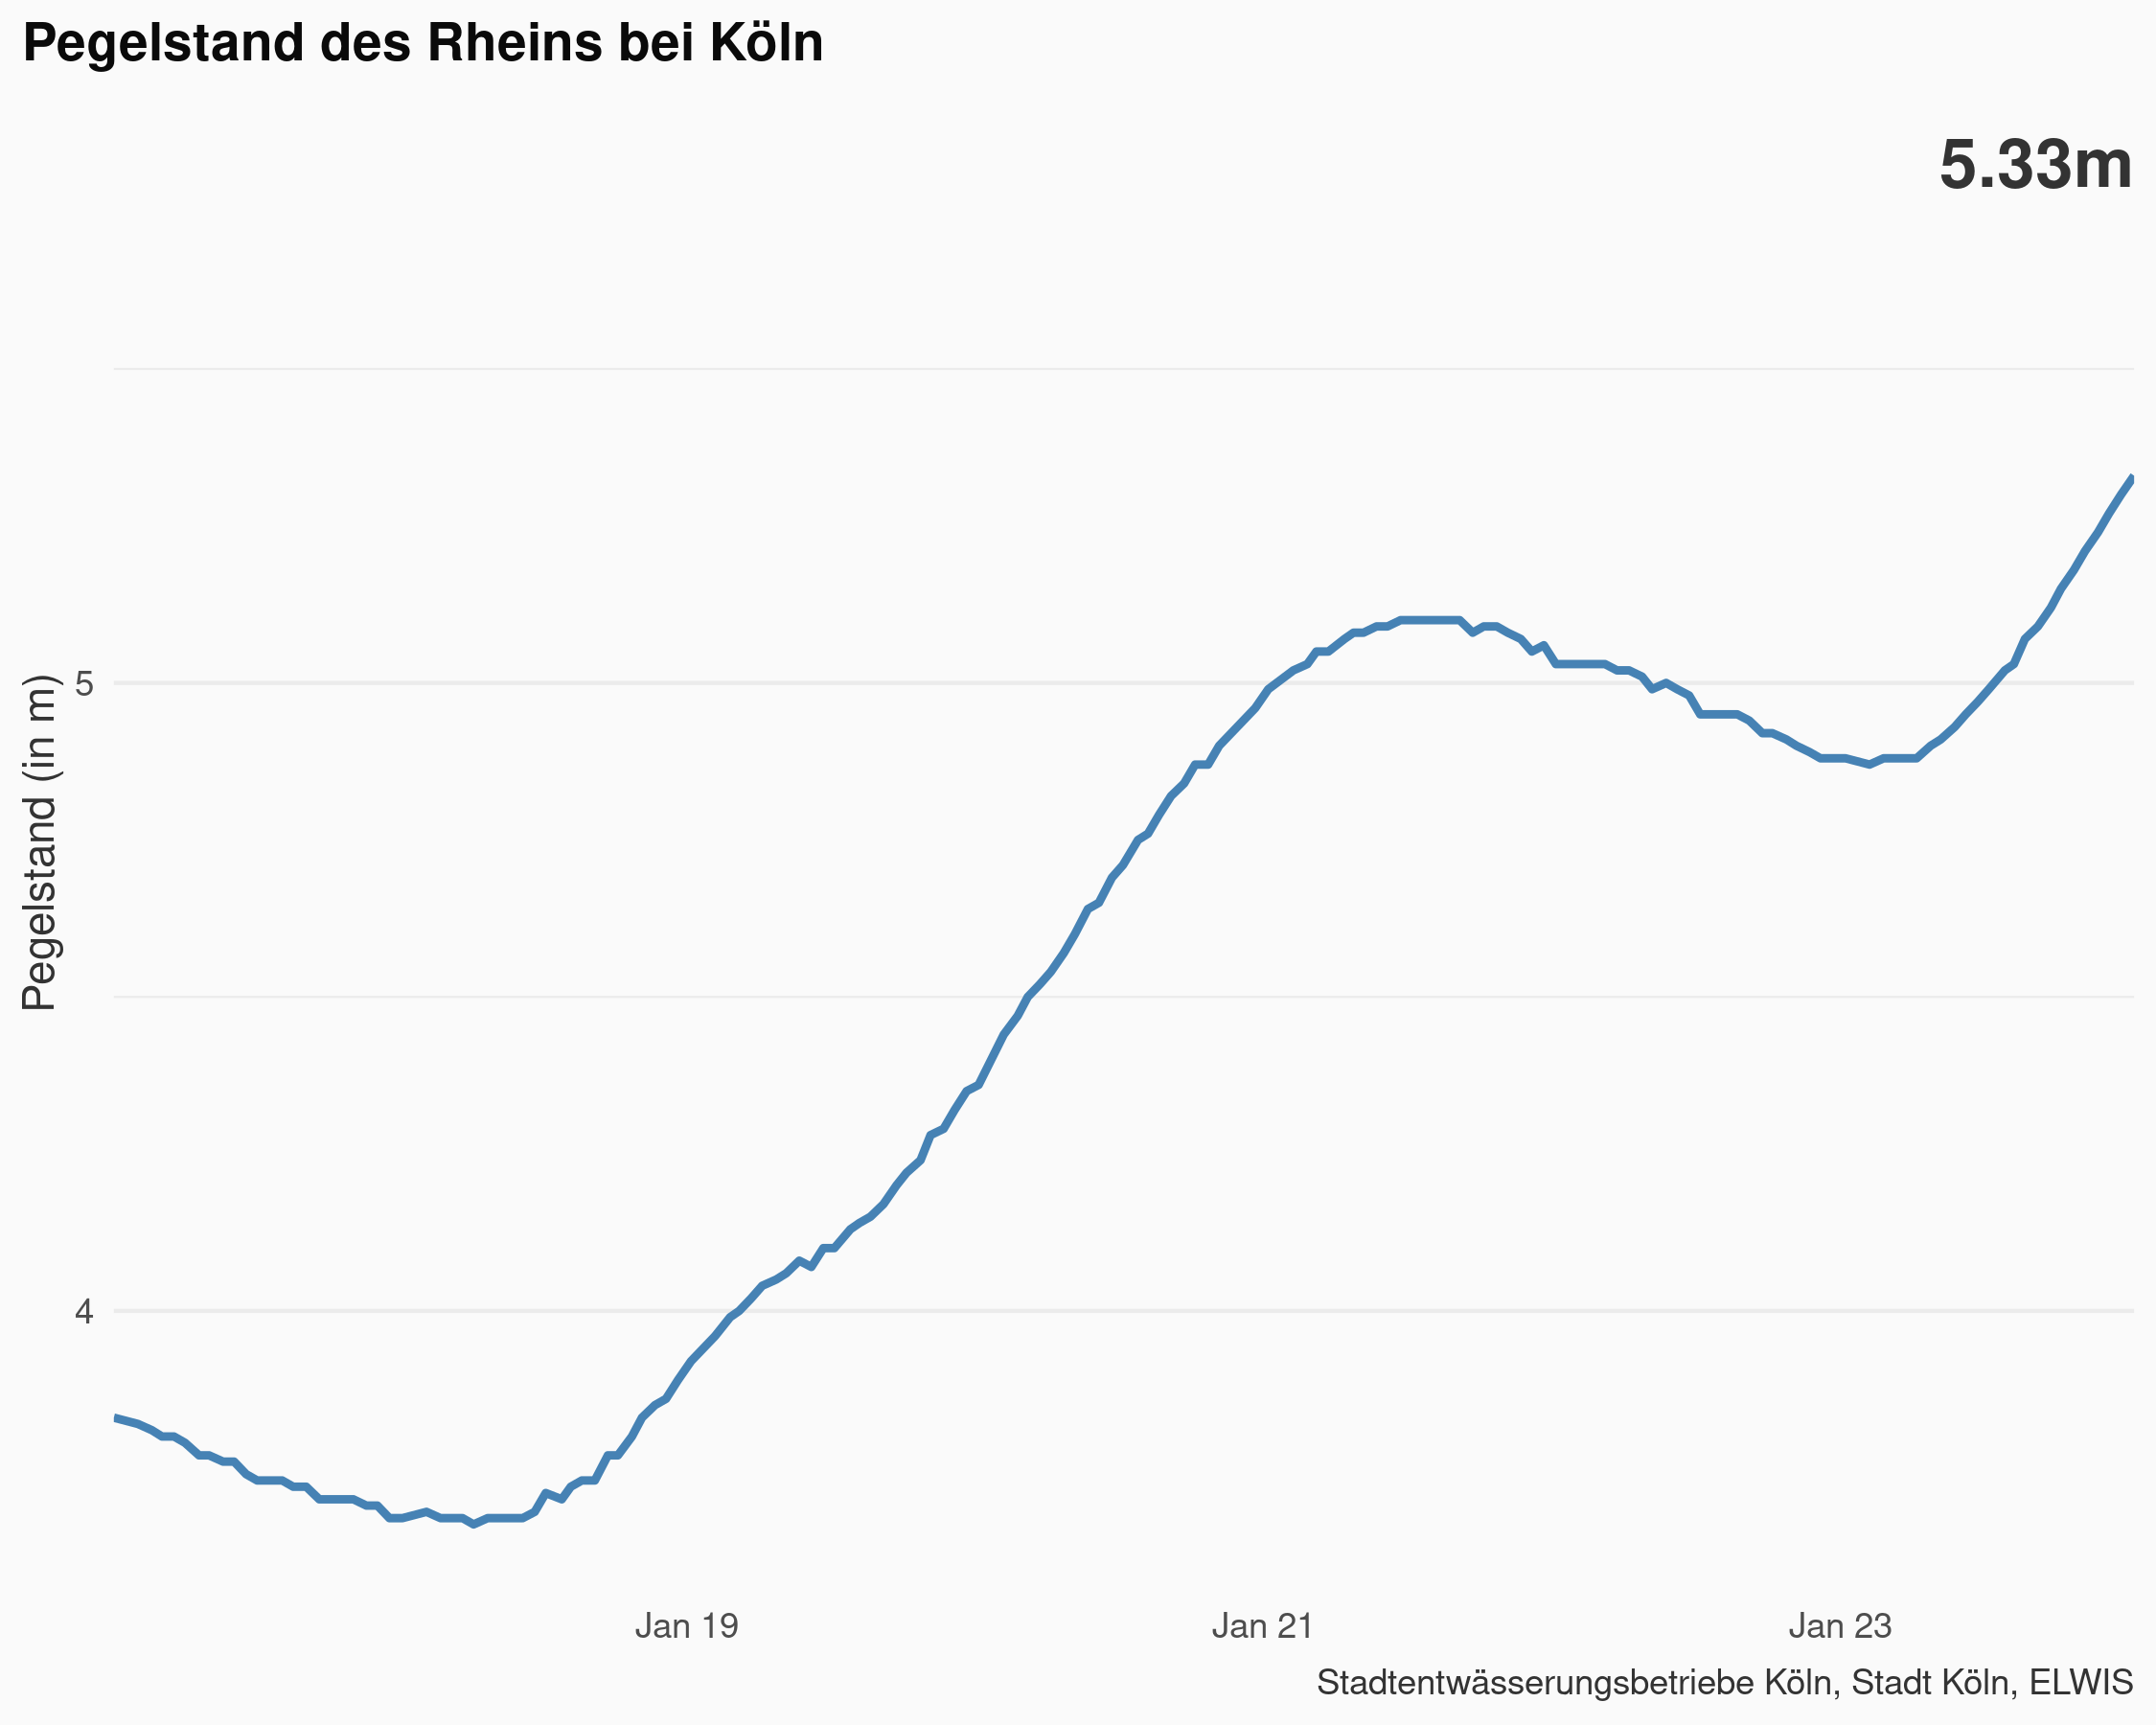 Pegelstand des Rheins bei Köln
5.33m
Pegelstand (in m)
5
4
Jan 19
Jan 21
Jan 23
Stadtentwässerungsbetriebe Köln, Stadt Köln, ELWIS